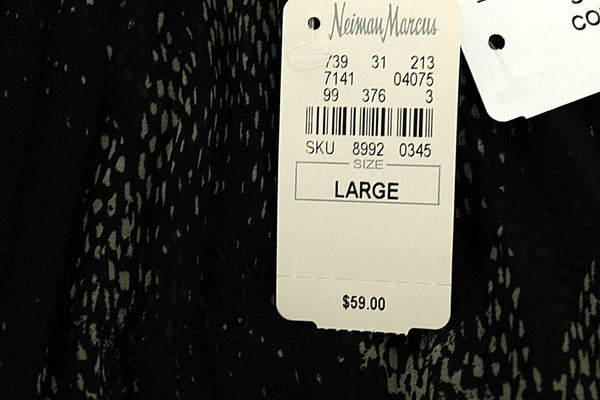 Neiman Marcus
739 31 213
7141 04075
99 376 3
SKU 8992 0345
SIZE
LARGE
$59.00